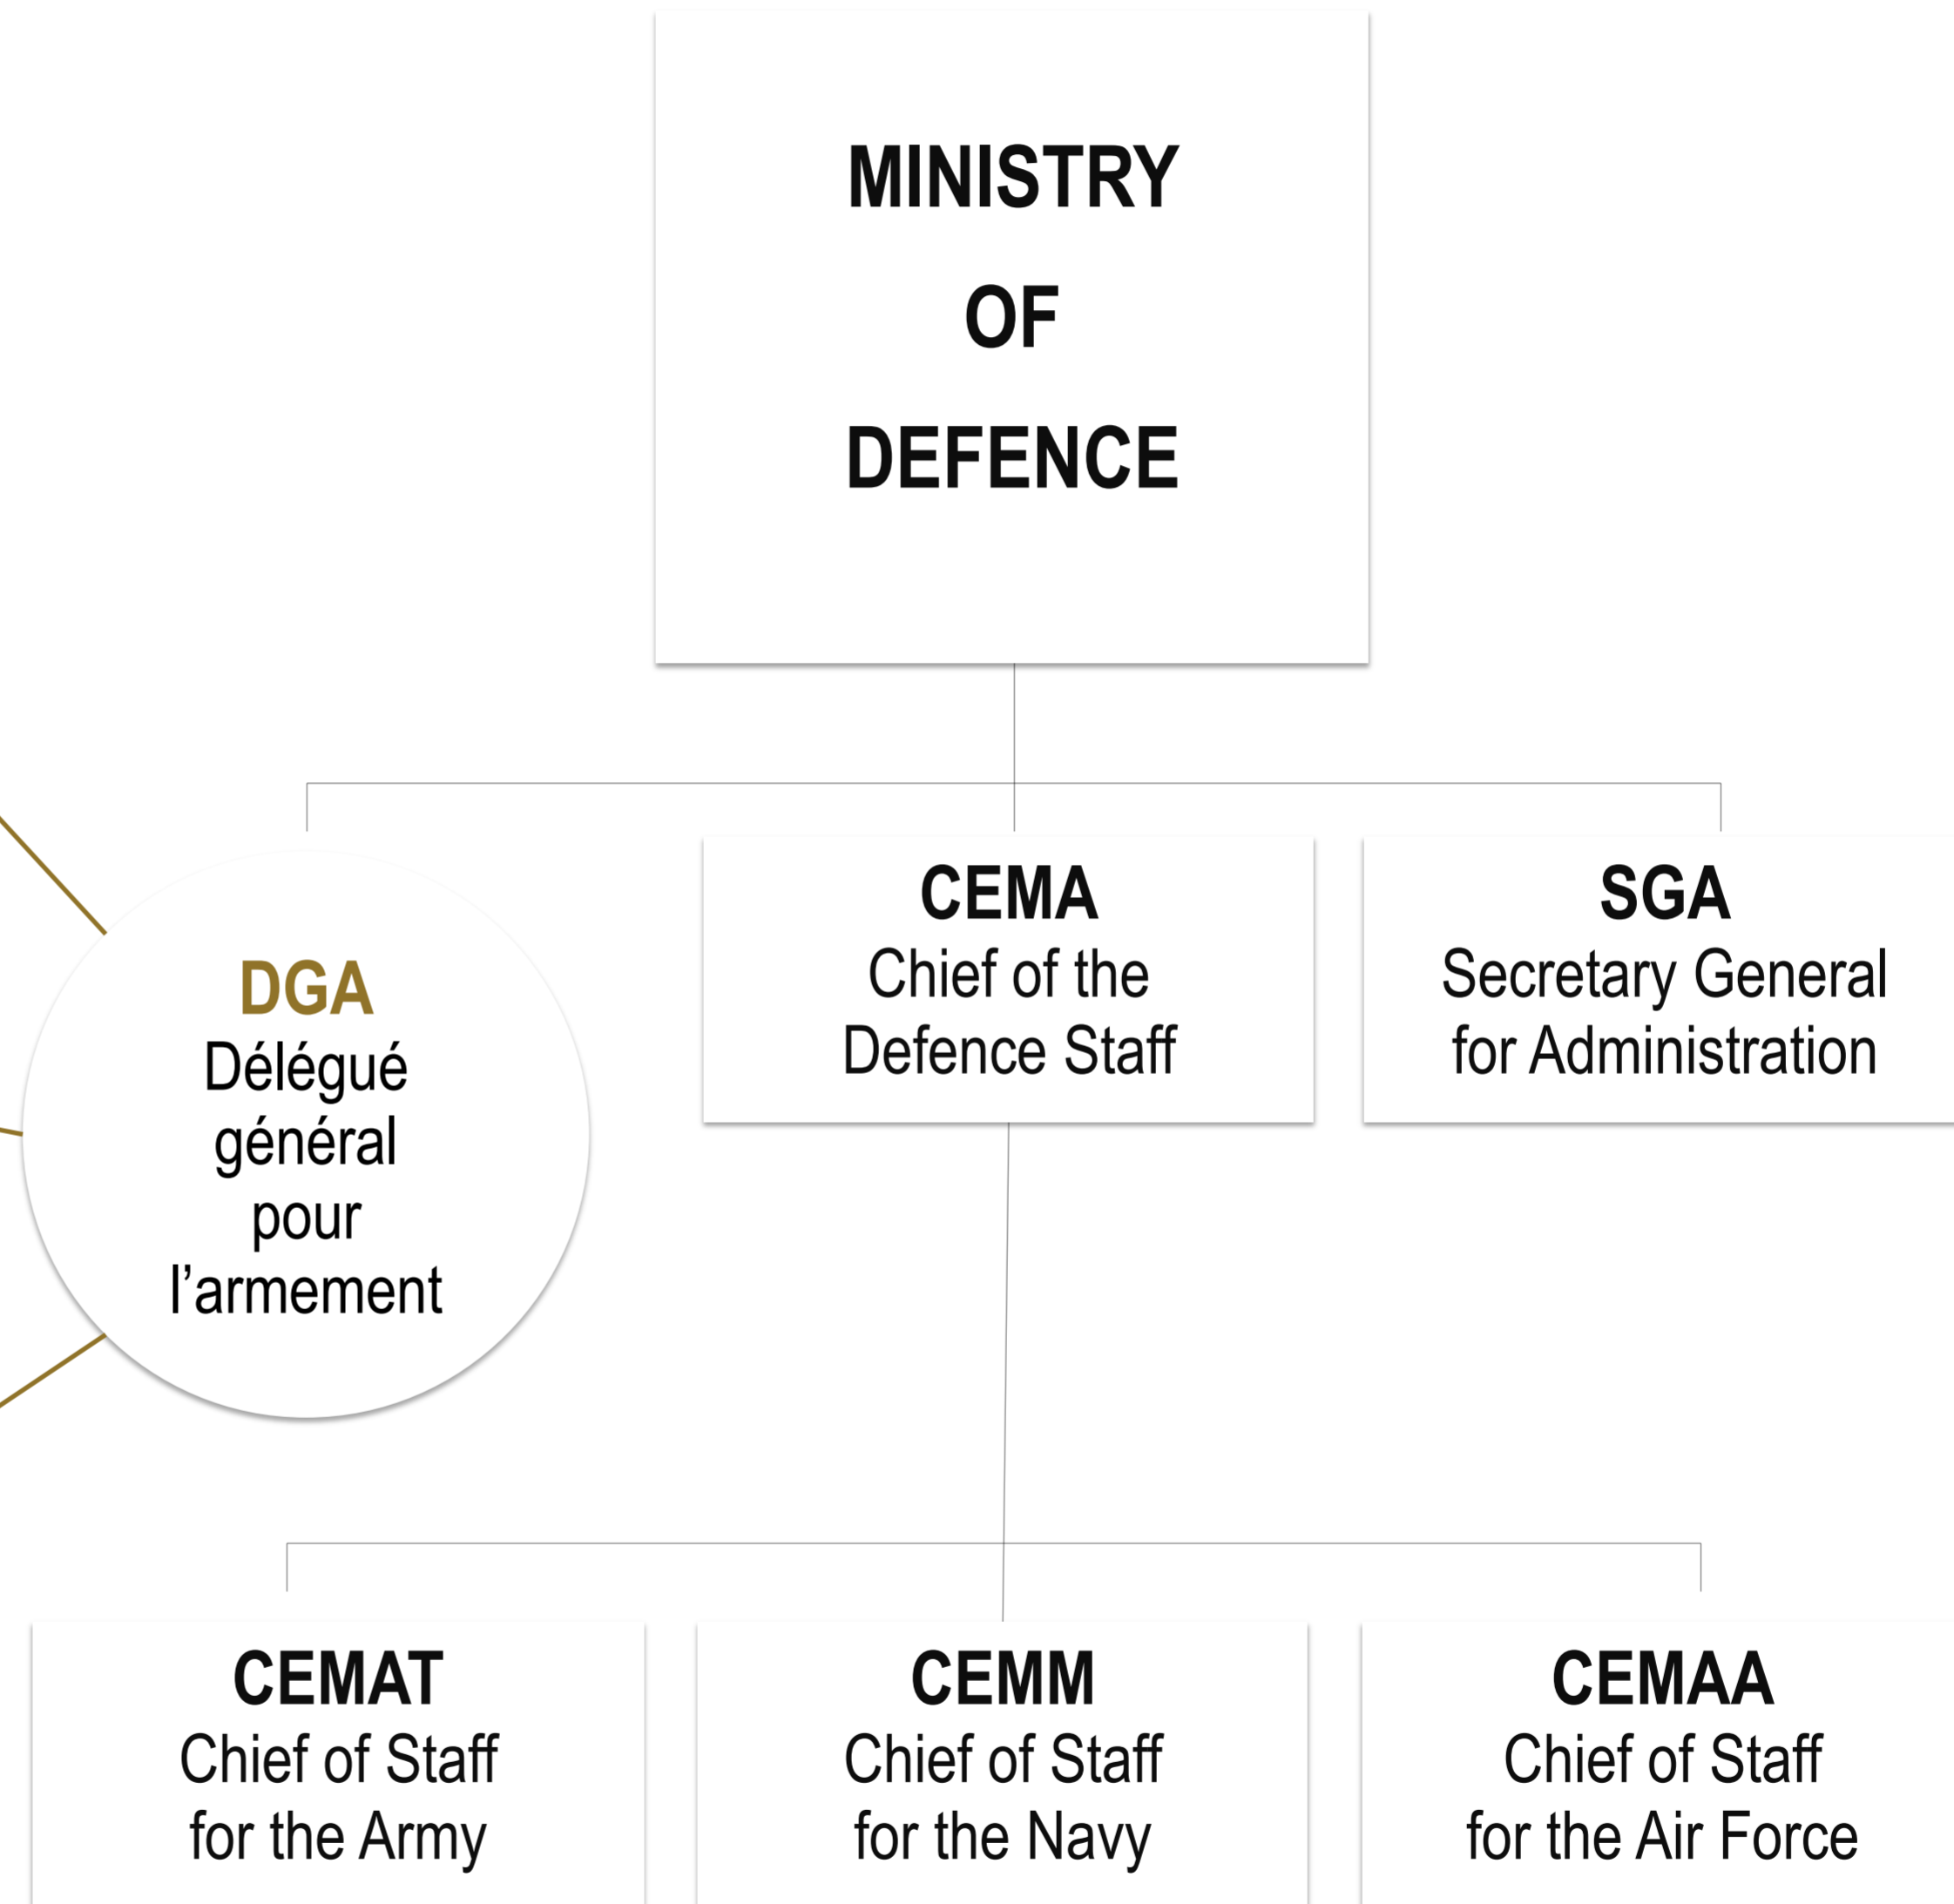 MINISTRY
OF
DEFENCE
DGA
Délégué
général
pour
l’armement
CEMA
Chief of the
Defence Staff
SGA
Secretary General
for Administration
CEMAT
Chief of Staff
for the Army
CEMM
Chief of Staff
for the Navy
CEMAA
Chief of Staff
for the Air Force